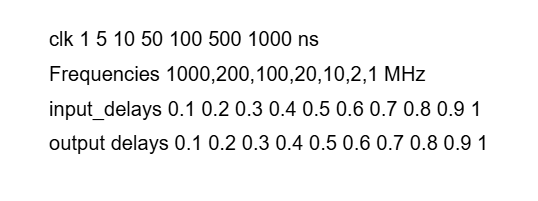 clk 1 5 10 50 100 500 1000 ns
Frequencies 1000,200,100,20,10,2,1 MHz
input_delays 0.1 0.2 0.3 0.4 0.5 0.6 0.7 0.8 0.9 1
output delays 0.1 0.2 0.3 0.4 0.5 0.6 0.7 0.8 0.9 1